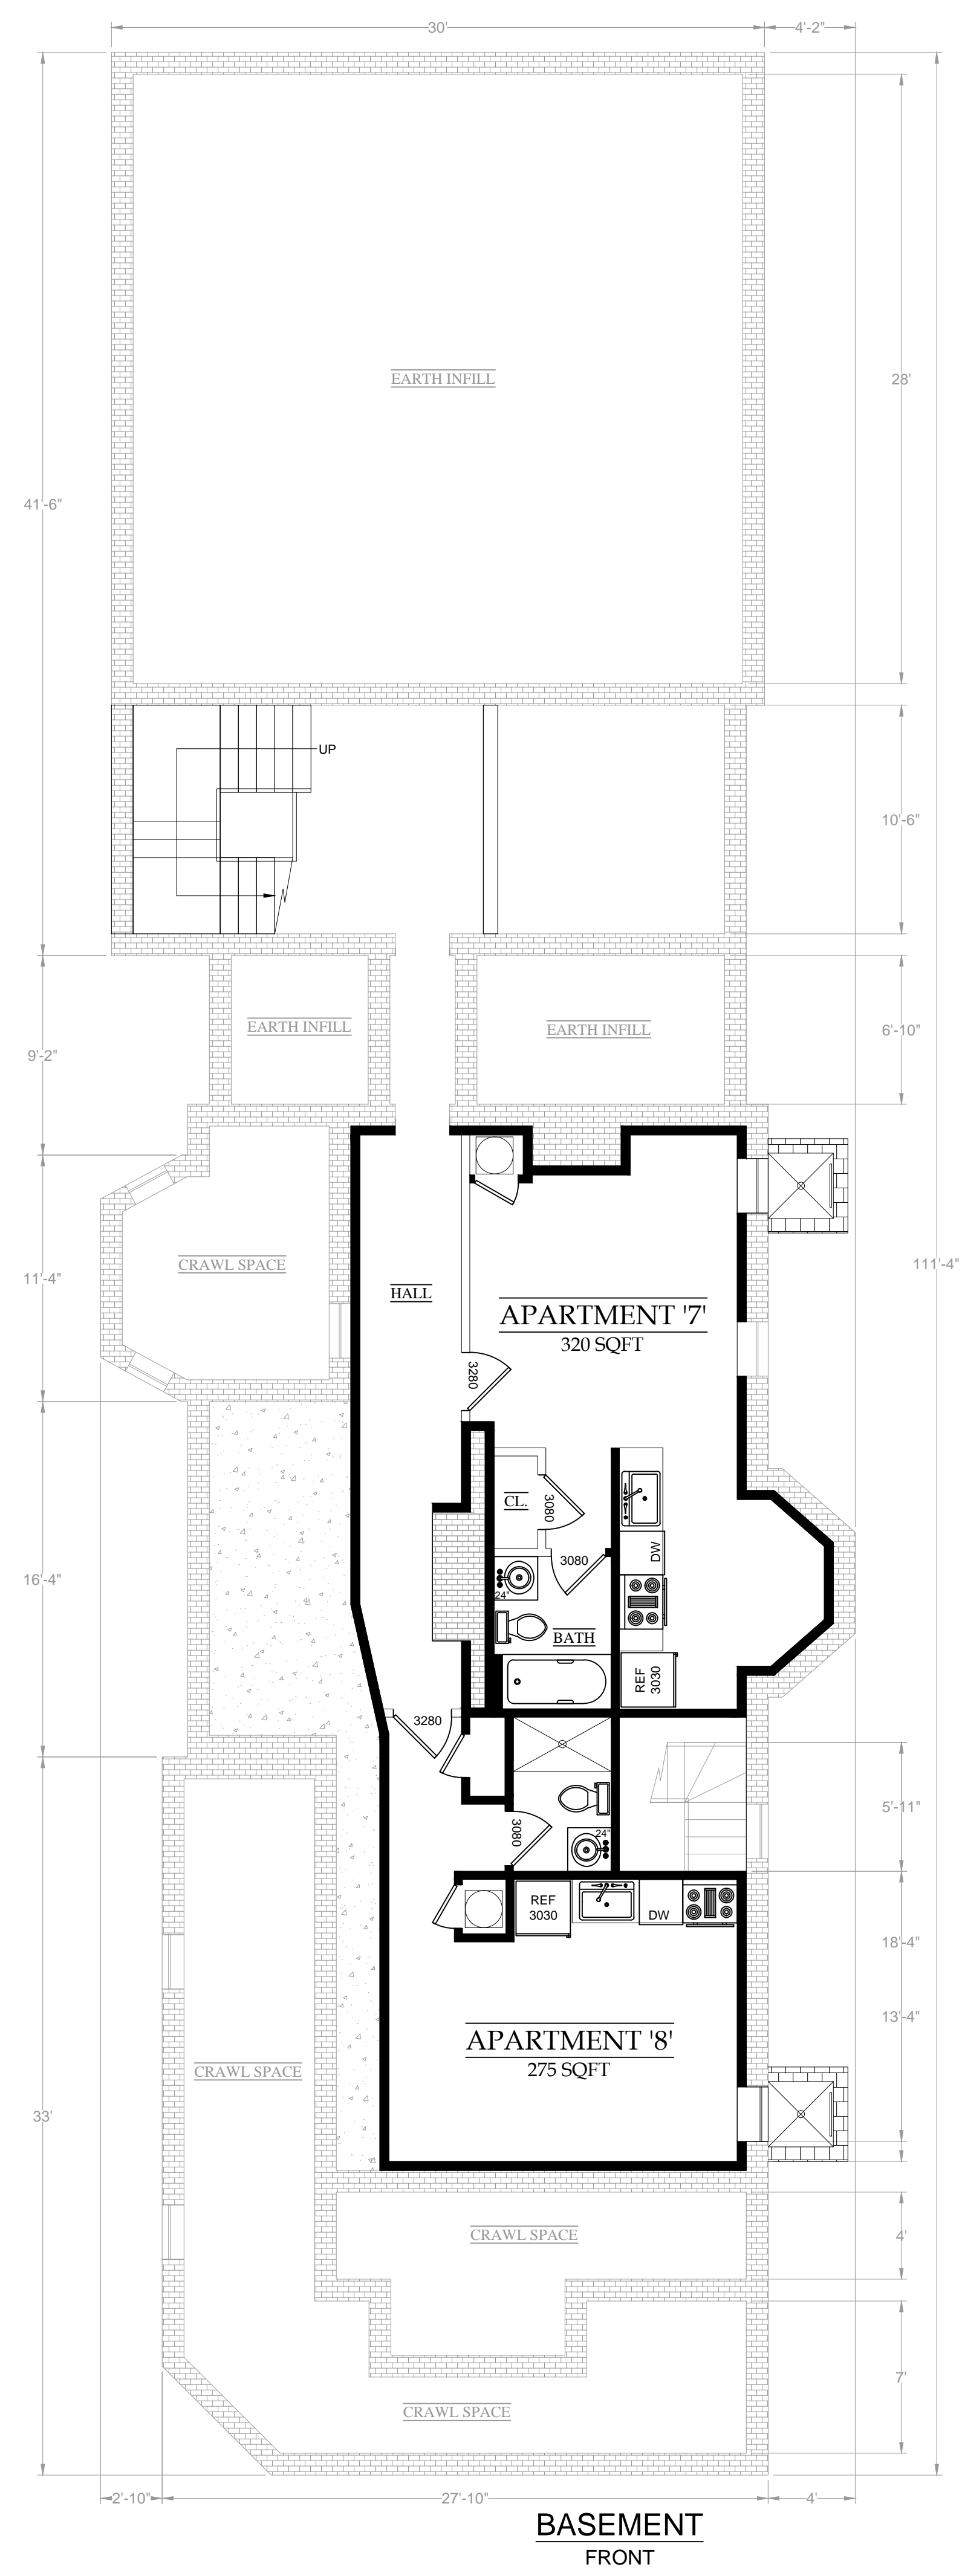 30'
4'-2"
EARTH INFILL
28'
41'-6"
UP
10'-6"
EARTH INFILL
EARTH INFILL
6'-10"
9'-2"
CRAWL SPACE
111'-4"
11'-4"
HALL
APARTMENT '7'
320 SQFT
3280
CL.
3080
DW
3080
16'-4"
24"
BATH
REF
3030
3280
5'-11"
3080
24"
REF
3030
DW
18'-4"
13'-4"
APARTMENT '8'
275 SQFT
CRAWL SPACE
33'
CRAWL SPACE
4'
7'
CRAWL SPACE
2'-10"
27'-10"
4'
BASEMENT
FRONT